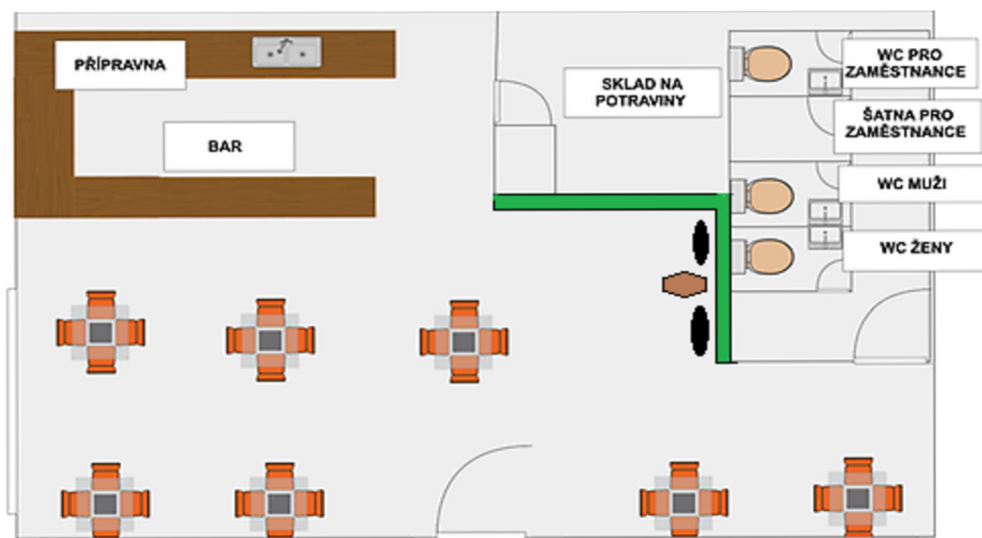 PŘÍPRAVNA
BAR
SKLAD NA
POTRAVINY
WC PRO
ZAMĚSTNANCE
ŠATNA PRO
ZAMĚSTNANCE
WC MUŽI
WC ŽENY